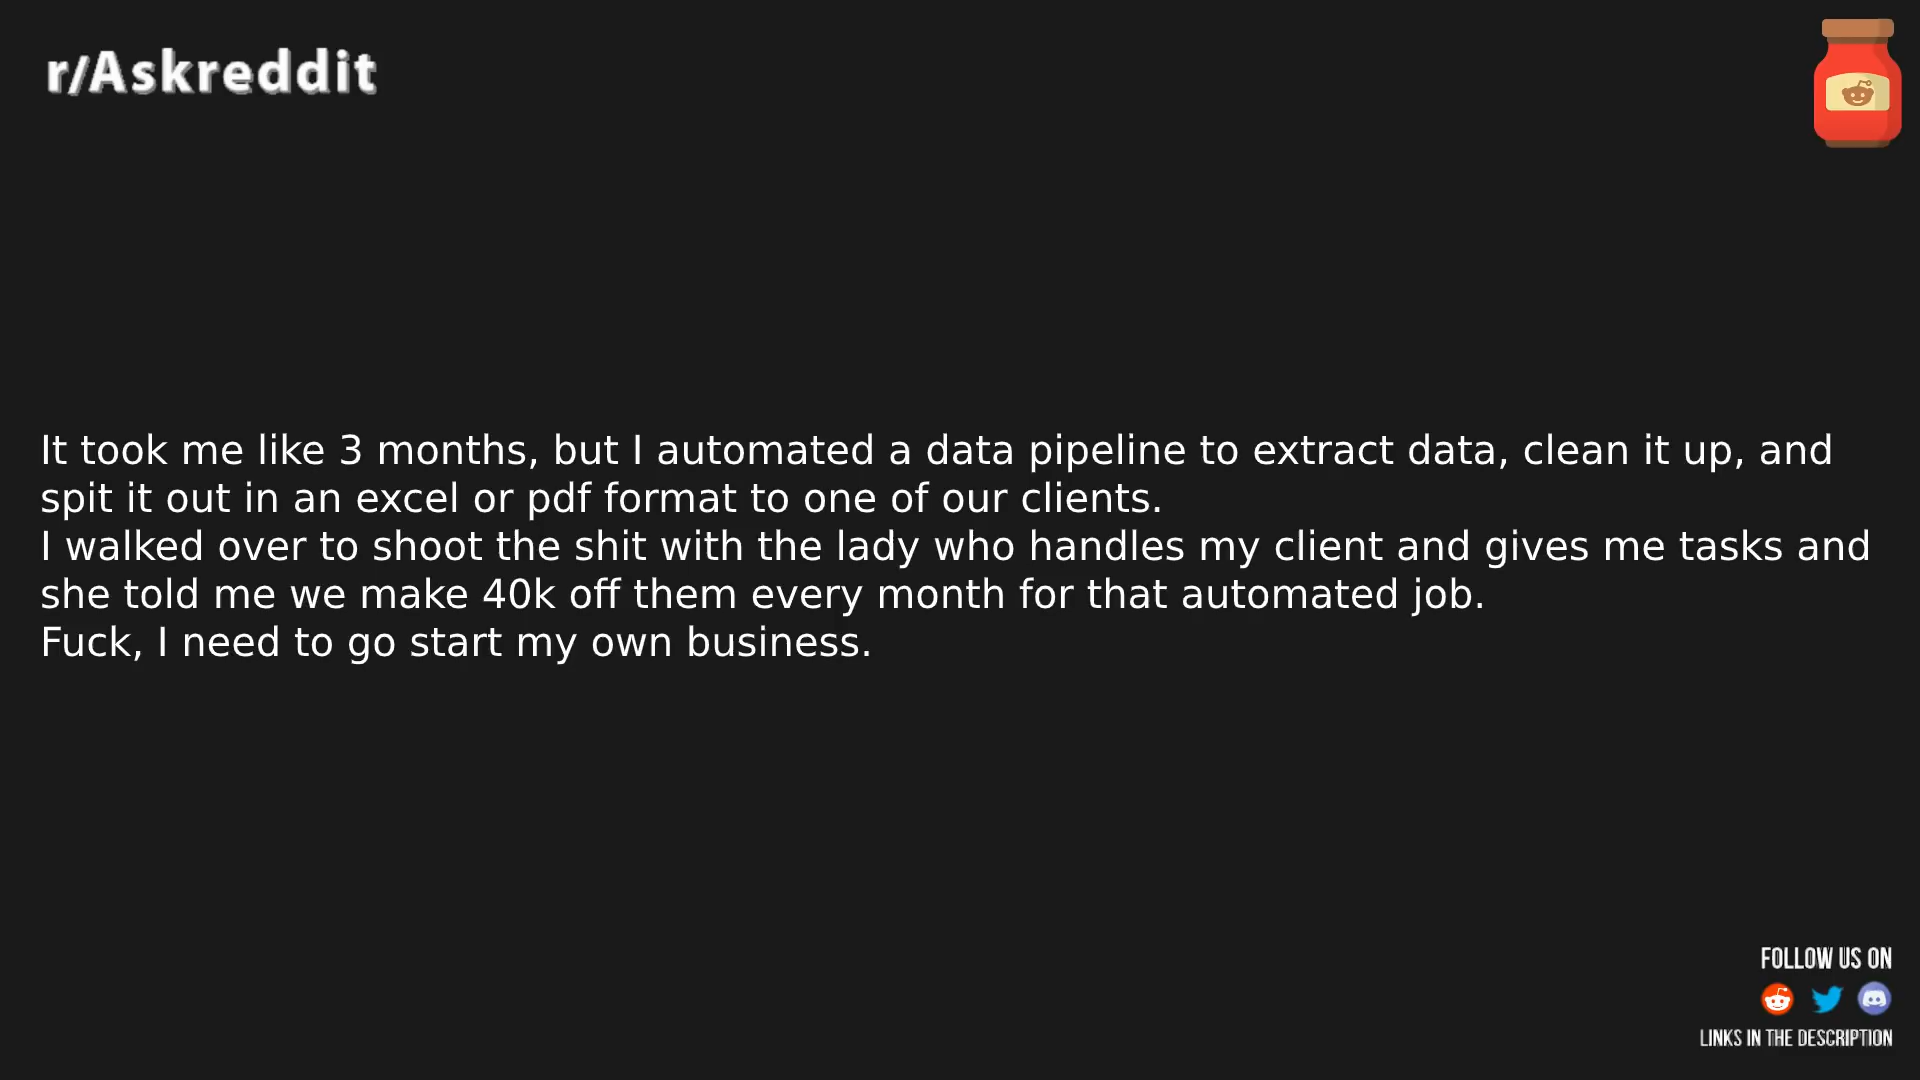 r/Askreddit
It took me like 3 months, but I automated a data pipeline to extract data, clean it up, and
spit it out in an excel or pdf format to one of our clients.
I walked over to shoot the shit with the lady who handles my client and gives me tasks and
she told me we make 40k off them every month for that automated job.
Fuck, I need to go start my own business.
FOLLOW US ON
LINKS IN THE DESCRIPTION